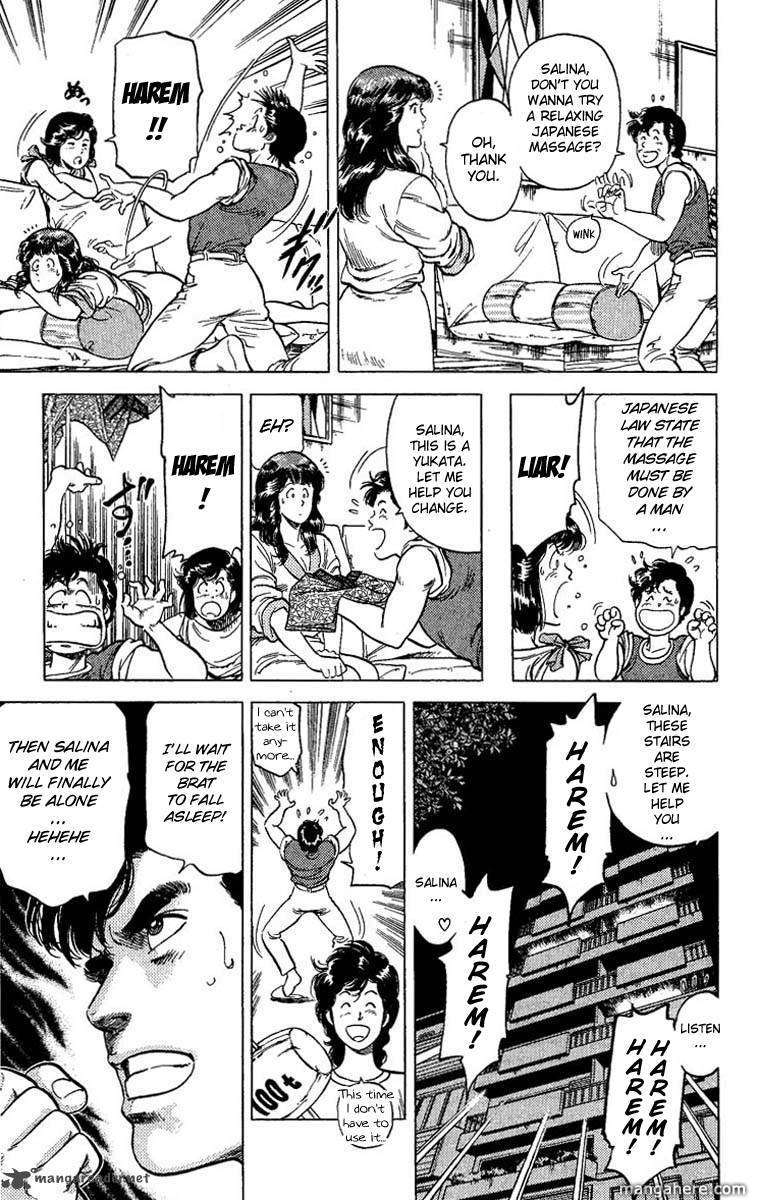 SALINA,
DON'T YOU
WANNA TRY
A RELAXING
JAPANESE
MASSAGE?
OH,
THANK
YOU.
WINK
HAREM
!!
ぬっ
JAPANESE
LAW STATE
THAT THE
MASSAGE
MUST BE
DONE BY
A MAN
...
LIAR!
SALINA,
THIS IS A
YUKATA.
LET ME
HELP YOU
CHANGE.
EH?
HAREM
!
SALINA,
THESE
STAIRS
ARE
STEEP.
LET ME
HELP
YOU
...
HAREM!
SALINA
...
♡
HAREM!
LISTEN
...
HAREM!
HAREM!
ENOUGH!
I can't
take it
any-
more...
100t
This time
I don't
have to
use it...
I'LL WAIT
FOR THE
BRAT
TO FALL
ASLEEP!
THEN SALINA
AND ME
WILL FINALLY
BE ALONE
...
HEHEHE
...
mangareader.net
mangahere.com